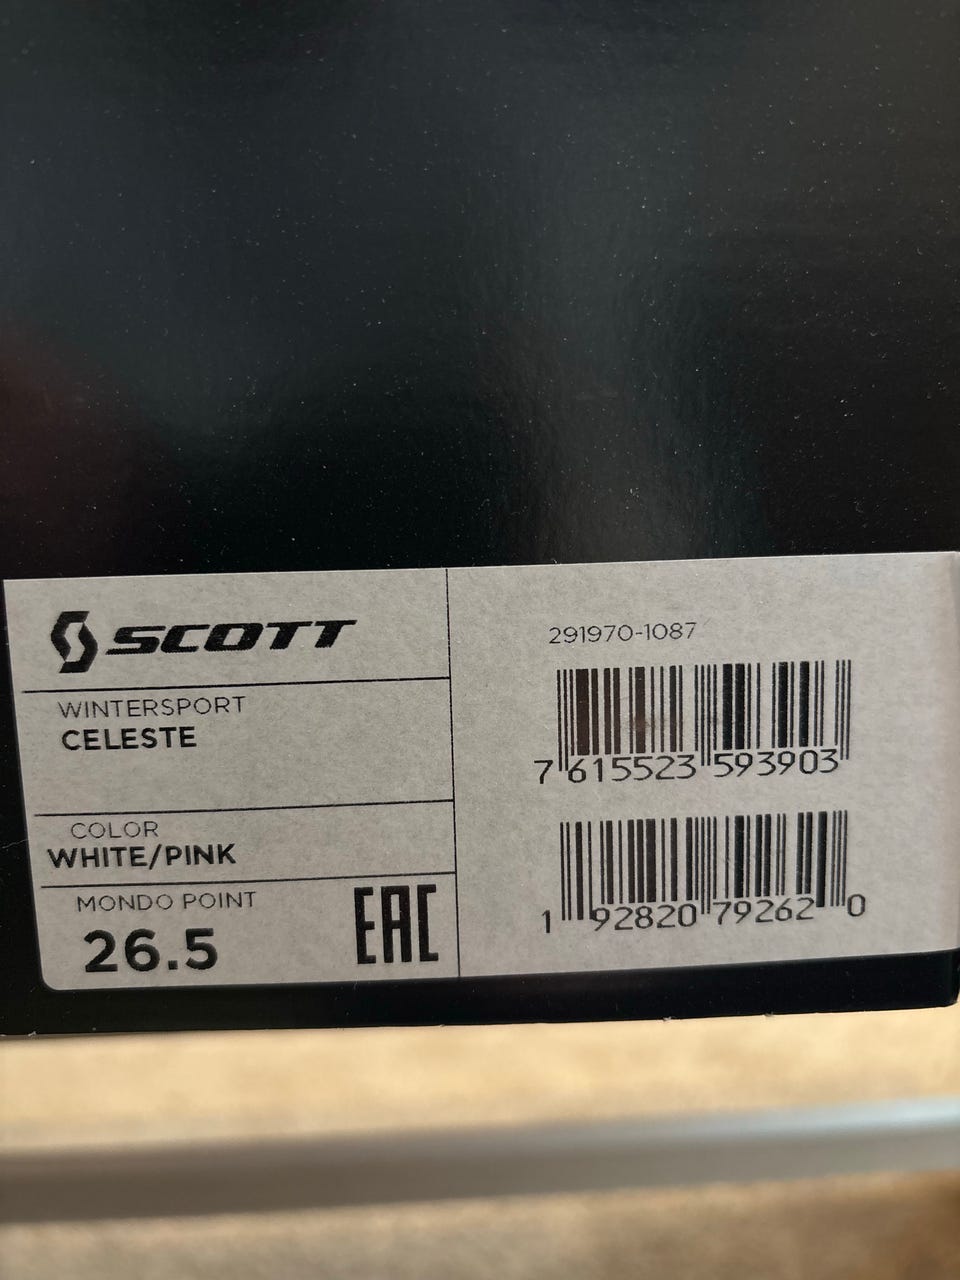 SCOTT
WINTERSPORT
CELESTE
COLOR
WHITE/PINK
MONDO POINT
26.5
EAC
291970-1087
7 615523 593903
1 92820 79262 0